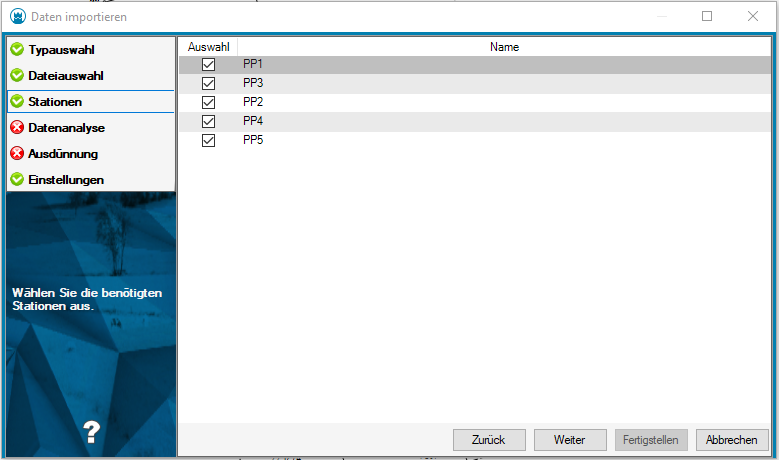 Daten importieren
Typauswahl
Dateiauswahl
Stationen
Datenanalyse
Ausdünnung
Einstellungen
Wählen Sie die benötigten
Stationen aus.
?
Auswahl Name
PP1
PP3
PP2
PP4
PP5
Zurück Weiter Fertigstellen Abbrechen